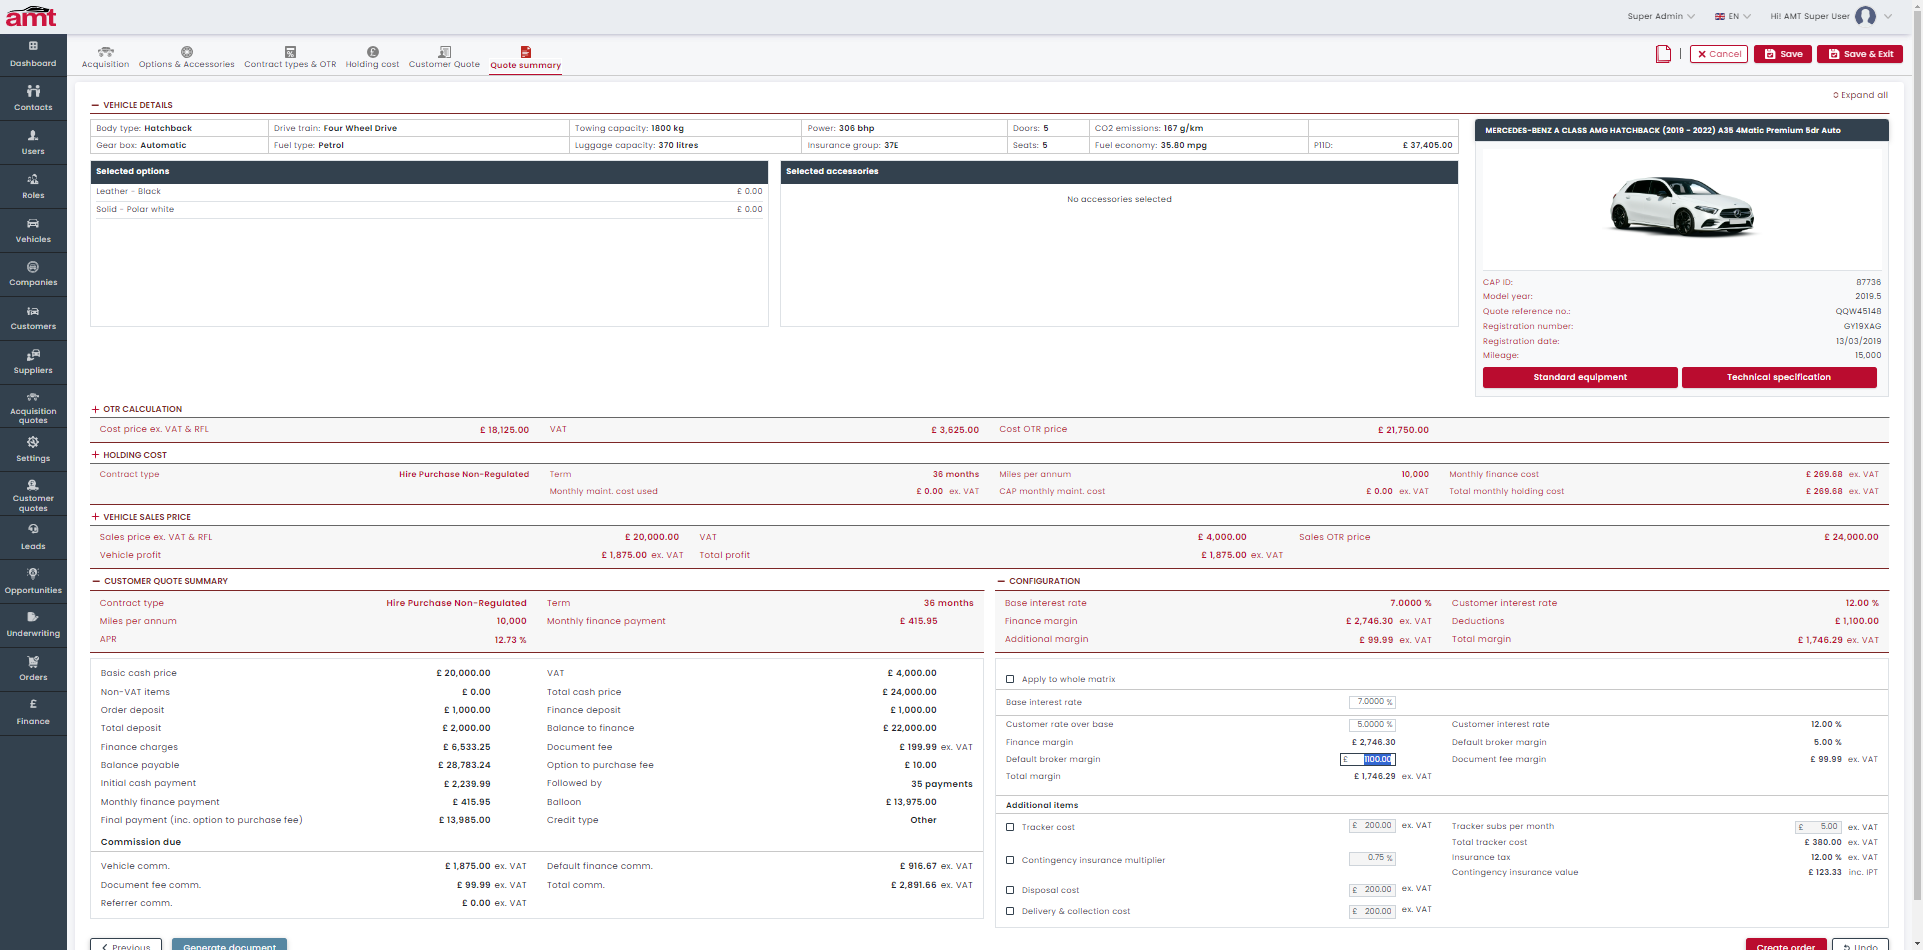 amt
Super Admin
EN
Hi! AMT Super User
Dashboard
Contacts
Users
Roles
Vehicles
Companies
Customers
Suppliers
Acquisition quotes
Settings
Customer quotes
Leads
Opportunities
Underwriting
Orders
Finance
Acquisition Options & Accessories Contract types & OTR Holding cost Customer Quote Quote summary
Cancel Save Save & Exit
VEHICLE DETAILS
Expand all
Body type: Hatchback Drive train: Four Wheel Drive Towing capacity: 1800 kg Power: 306 bhp Doors: 5 CO2 emissions: 167 g/km
Gear box: Automatic Fuel type: Petrol Luggage capacity: 370 litres Insurance group: 37E Seats: 5 Fuel economy: 35.80 mpg P11D: £ 37,405.00
Selected options
Leather - Black £ 0.00
Solid - Polar white £ 0.00
Selected accessories
No accessories selected
MERCEDES-BENZ A CLASS AMG HATCHBACK (2019 - 2022) A35 4Matic Premium 5dr Auto
CAP ID: 87736
Model year: 2019.5
Quote reference no.: QQW45148
Registration number: GY19XAG
Registration date: 13/03/2019
Mileage: 15,000
Standard equipment Technical specification
OTR CALCULATION
Cost price ex. VAT & RFL £ 18,125.00 VAT £ 3,625.00 Cost OTR price £ 21,750.00
HOLDING COST
Contract type Hire Purchase Non-Regulated Term 36 months Miles per annum 10,000 Monthly finance cost £ 269.68 ex. VAT
Monthly maint. cost used £ 0.00 ex. VAT CAP monthly maint. cost £ 0.00 ex. VAT Total monthly holding cost £ 269.68 ex. VAT
VEHICLE SALES PRICE
Sales price ex. VAT & RFL £ 20,000.00 VAT £ 4,000.00 Sales OTR price £ 24,000.00
Vehicle profit £ 1,875.00 ex. VAT Total profit £ 1,875.00 ex. VAT
CUSTOMER QUOTE SUMMARY
Contract type Hire Purchase Non-Regulated Term 36 months
Miles per annum 10,000 Monthly finance payment £ 415.95
APR 12.73 %
Basic cash price £ 20,000.00 VAT £ 4,000.00
Non-VAT items £ 0.00 Total cash price £ 24,000.00
Order deposit £ 1,000.00 Finance deposit £ 1,000.00
Total deposit £ 2,000.00 Balance to finance £ 22,000.00
Finance charges £ 6,533.25 Document fee £ 199.99 ex. VAT
Balance payable £ 28,783.24 Option to purchase fee £ 10.00
Initial cash payment £ 2,239.99 Followed by 35 payments
Monthly finance payment £ 415.95 Balloon £ 13,975.00
Final payment (inc. option to purchase fee) £ 13,985.00 Credit type Other
Commission due
Vehicle comm. £ 1,875.00 ex. VAT Default finance comm. £ 916.67 ex. VAT
Document fee comm. £ 99.99 ex. VAT Total comm. £ 2,891.66 ex. VAT
Referrer comm. £ 0.00 ex. VAT
CONFIGURATION
Base interest rate 7.0000 % Customer interest rate 12.00 %
Finance margin £ 2,746.30 ex. VAT Deductions £ 1,100.00
Additional margin £ 99.99 ex. VAT Total margin £ 1,746.29 ex. VAT
Apply to whole matrix
Base interest rate 7.0000 %
Customer rate over base 5.0000 % Customer interest rate 12.00 %
Finance margin £ 2,746.30 Default broker margin 5.00 %
Default broker margin £ 1100.00 Document fee margin £ 99.99 ex. VAT
Total margin £ 1,746.29 ex. VAT
Additional items
Tracker cost £ 200.00 ex. VAT Tracker subs per month £ 5.00 ex. VAT
Total tracker cost £ 380.00 ex. VAT
Contingency insurance multiplier 0.75 % Insurance tax 12.00 % ex. VAT
Contingency insurance value £ 123.33 inc. IPT
Disposal cost £ 200.00 ex. VAT
Delivery & collection cost £ 200.00 ex. VAT
Previous Generate document Create order Undo